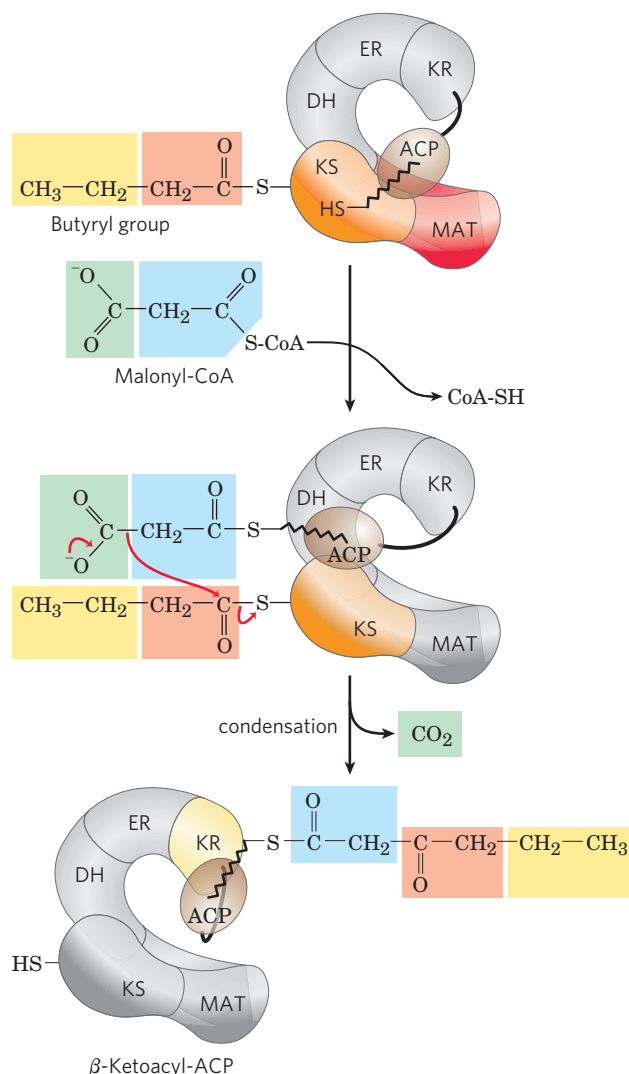 ER
KR
DH
ACP
KS
HS
MAT
CH₃—CH₂—CH₂—C—S—
O
Butyryl group
⁻O
O
C—CH₂—C
O
S-CoA
Malonyl-CoA
CoA-SH
ER
KR
DH
ACP
O
O
C—CH₂—C—S—
⁻O
CH₃—CH₂—CH₂—C—S—
O
KS
MAT
condensation
CO₂
ER
KR
DH
ACP
O
—S—C—CH₂—C—CH₂—CH₂—CH₃
O
HS—
KS
MAT
β-Ketoacyl-ACP